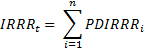 IRRR_t = \sum_{i=1}^{n} PDIRRR_i